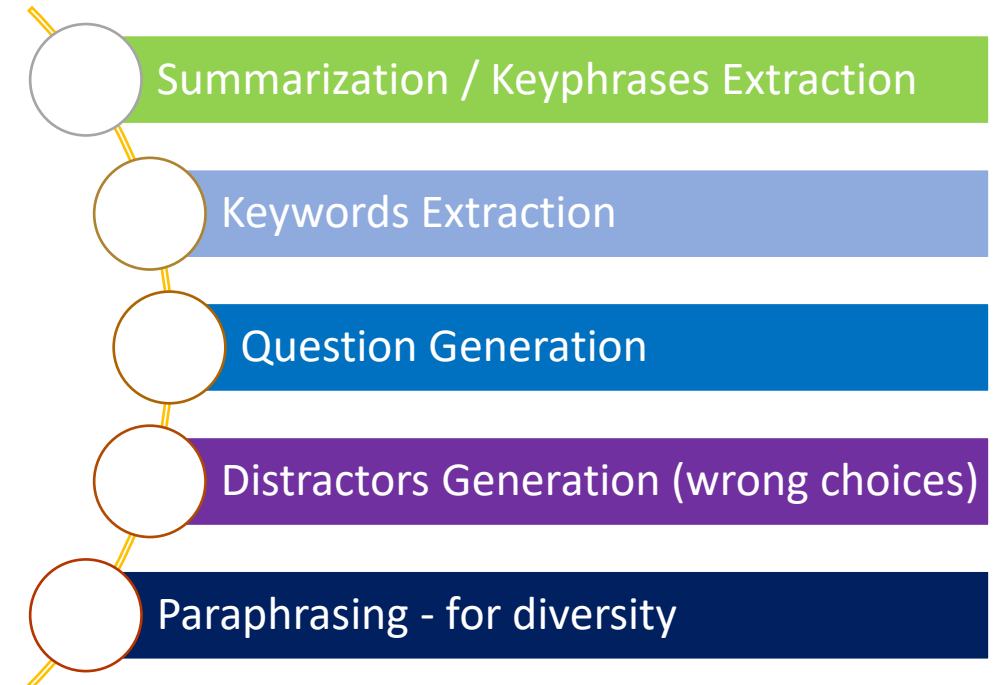 Summarization / Keyphrases Extraction
Keywords Extraction
Question Generation
Distractors Generation (wrong choices)
Paraphrasing - for diversity